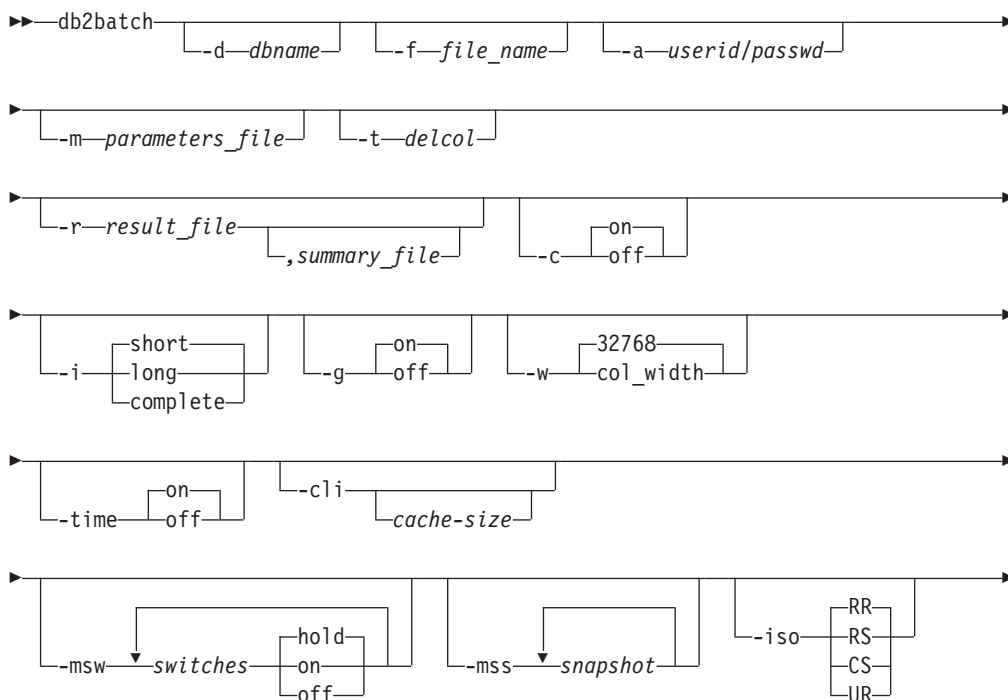 db2batch
-d dbname -f file_name -a userid/passwd
-m parameters_file -t delcol
-r result_file ,summary_file -c on off
-i short long complete -g on off -w 32768 col_width
-time on off -cli cache-size
-msw switches hold on off -mss snapshot -iso RR RS CS UR